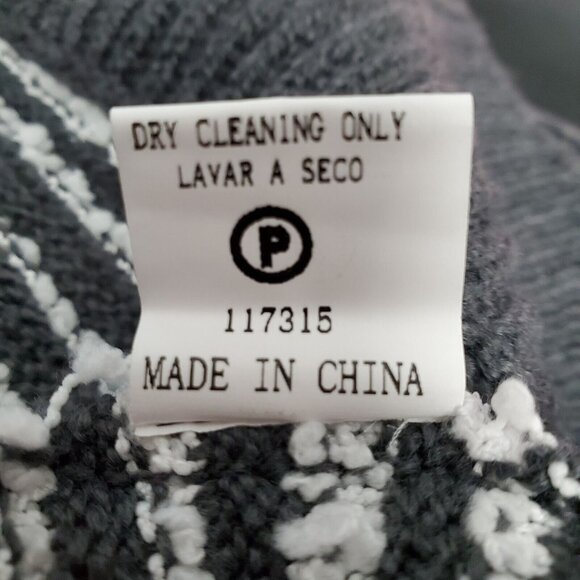 DRY CLEANING ONLY
LAVAR A SECO
P
117315
MADE IN CHINA